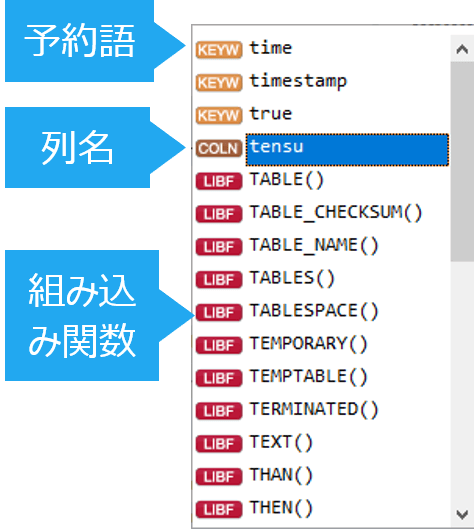 予約語
KEYW time
KEYW timestamp
KEYW true
列名
COLN tensu
LIBF TABLE()
LIBF TABLE_CHECKSUM()
LIBF TABLE_NAME()
組み込
み関数
LIBF TABLES()
LIBF TABLESPACE()
LIBF TEMPORARY()
LIBF TEMPTABLE()
LIBF TERMINATED()
LIBF TEXT()
LIBF THAN()
LIBF THEN()